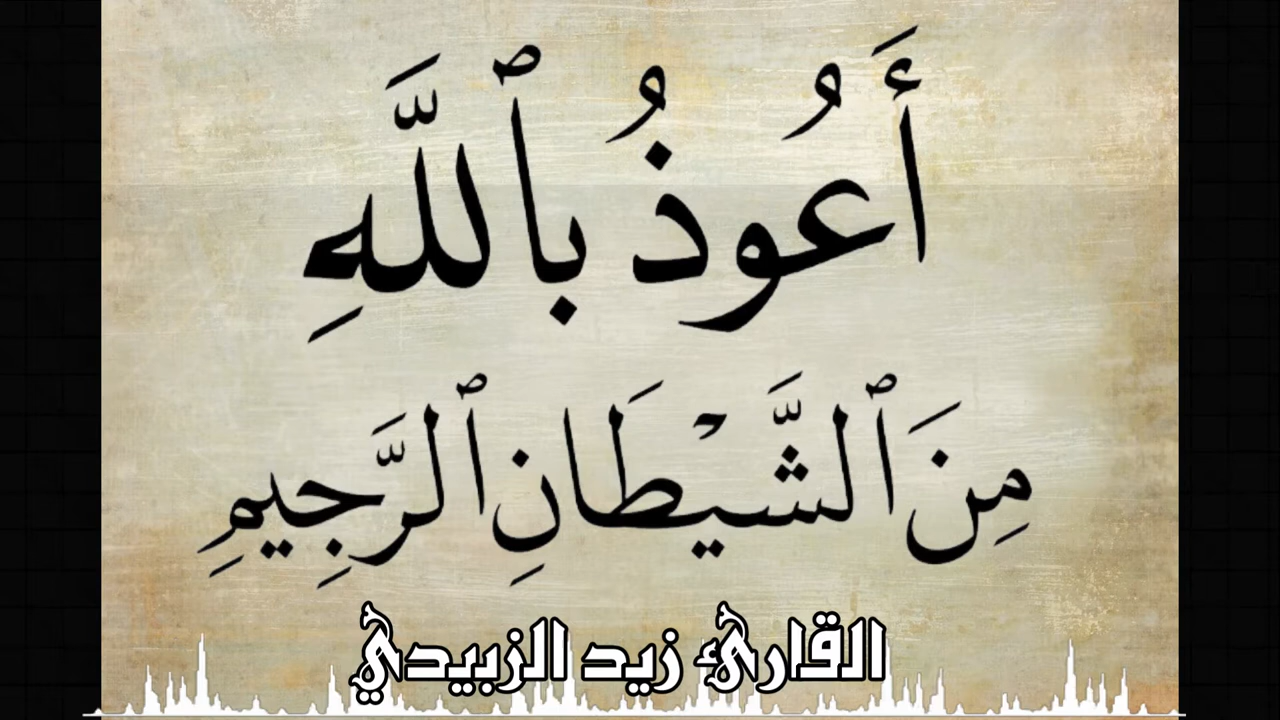 أَعُوذُ بِٱللَّهِ
مِنَ ٱلشَّيْطَانِ ٱلرَّجِيمِ
القارئ زيد الزبيدي